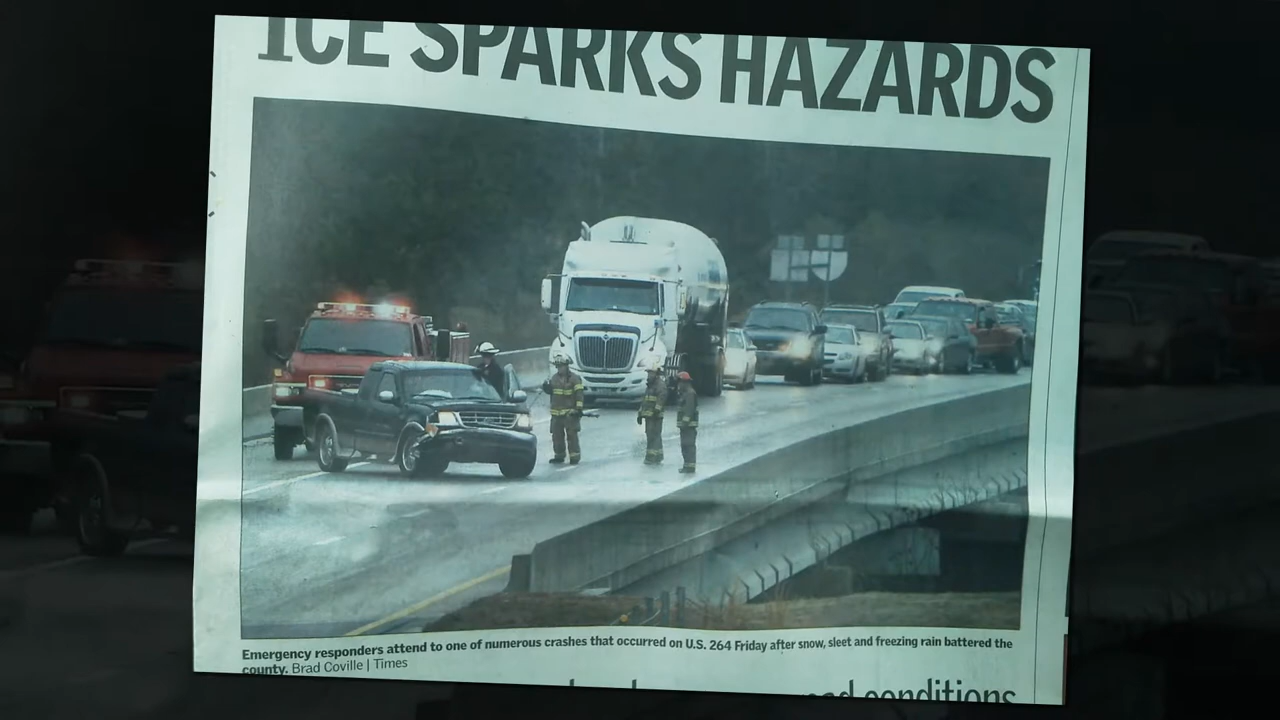 ICE SPARKS HAZARDS
Emergency responders attend to one of numerous crashes that occurred on U.S. 264 Friday after snow, sleet and freezing rain battered the
county. Brad Coville | Times
conditions